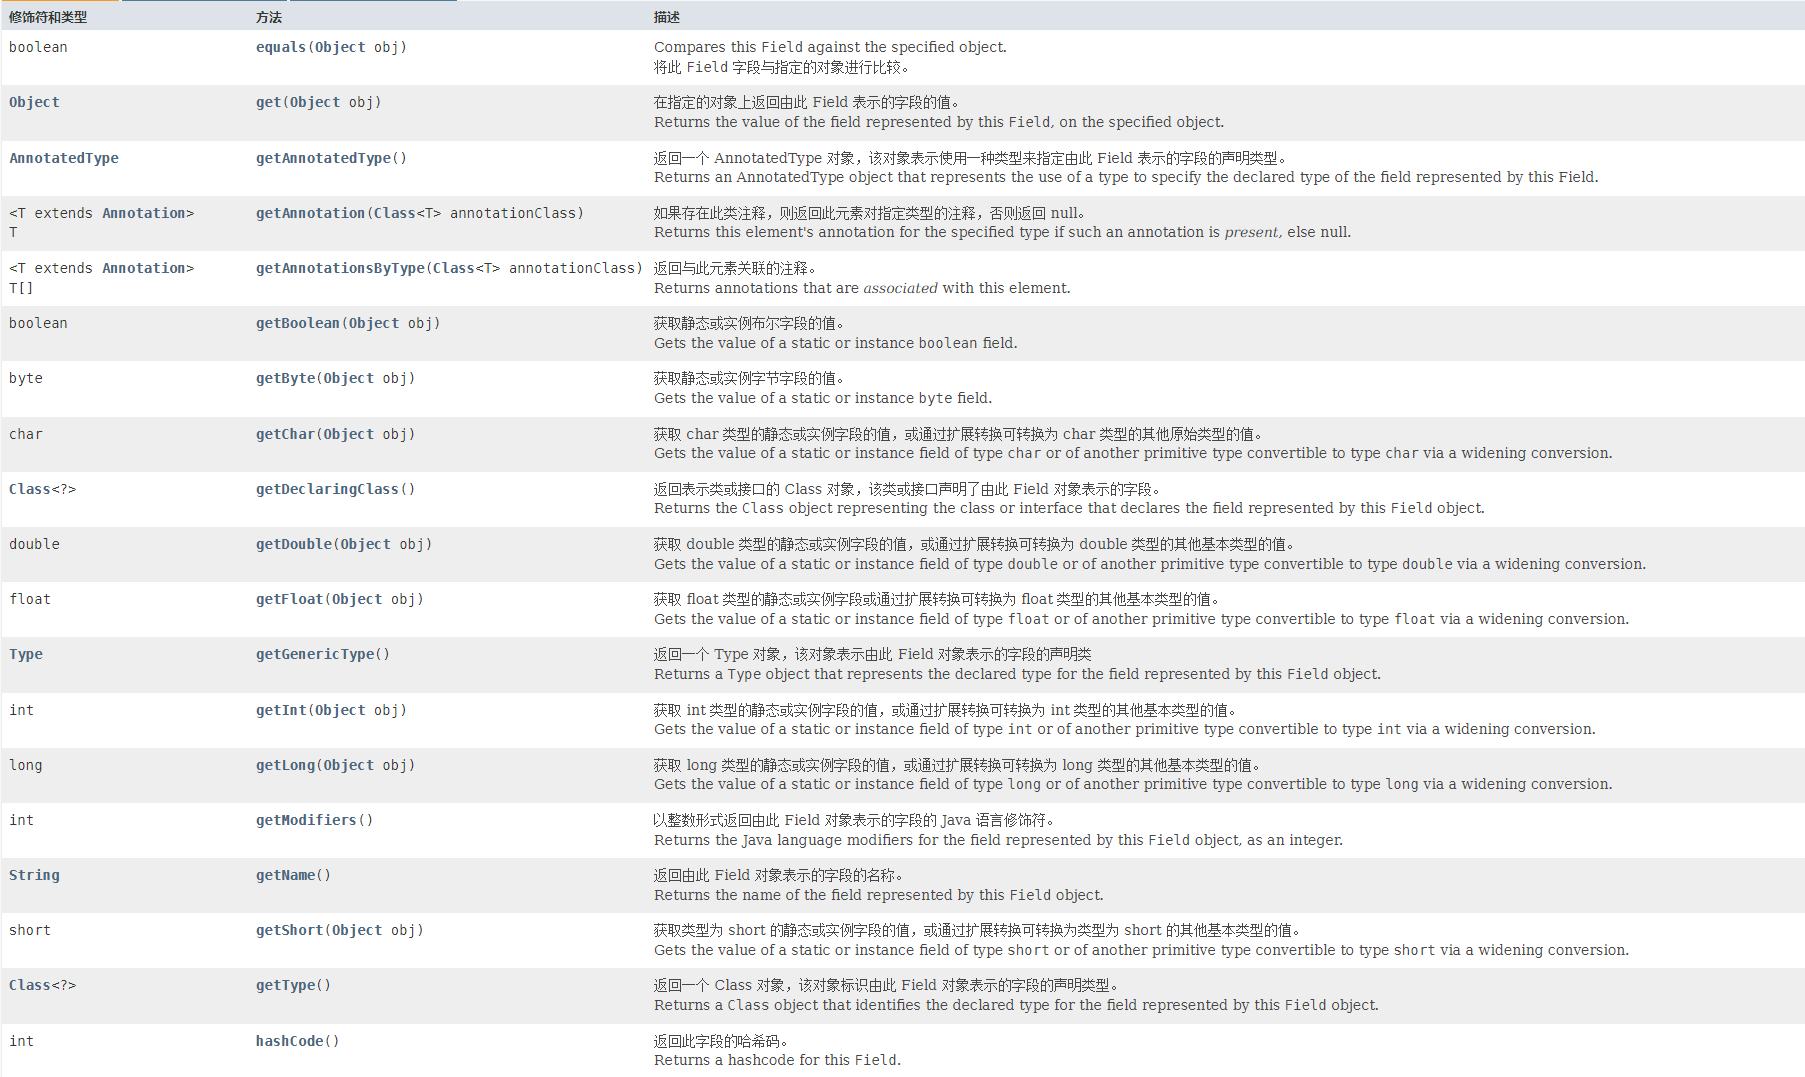 修饰符和类型 方法 描述
boolean equals(Object obj) Compares this Field against the specified object.
将此 Field 字段与指定的对象进行比较。
Object get(Object obj) 在指定的对象上返回由此 Field 表示的字段的值。
Returns the value of the field represented by this Field, on the specified object.
AnnotatedType getAnnotatedType() 返回一个 AnnotatedType 对象，该对象表示使用一种类型来指定由此 Field 表示的字段的声明类型。
Returns an AnnotatedType object that represents the use of a type to specify the declared type of the field represented by this Field.
<T extends Annotation> getAnnotation(Class<T> annotationClass) 如果存在此类注释，则返回此元素对指定类型的注释，否则返回 null。
T Returns this element's annotation for the specified type if such an annotation is present, else null.
<T extends Annotation> getAnnotationsByType(Class<T> annotationClass) 返回与此元素关联的注释。
T[] Returns annotations that are associated with this element.
boolean getBoolean(Object obj) 获取静态或实例布尔字段的值。
Gets the value of a static or instance boolean field.
byte getByte(Object obj) 获取静态或实例字节字段的值。
Gets the value of a static or instance byte field.
char getChar(Object obj) 获取 char 类型的静态或实例字段的值，或通过扩展转换可转换为 char 类型的其他原始类型的值。
Gets the value of a static or instance field of type char or of another primitive type convertible to type char via a widening conversion.
Class<?> getDeclaringClass() 返回表示类或接口的 Class 对象，该类或接口声明了由此 Field 对象表示的字段。
Returns the Class object representing the class or interface that declares the field represented by this Field object.
double getDouble(Object obj) 获取 double 类型的静态或实例字段的值，或通过扩展转换可转换为 double 类型的其他基本类型的值。
Gets the value of a static or instance field of type double or of another primitive type convertible to type double via a widening conversion.
float getFloat(Object obj) 获取 float 类型的静态或实例字段或通过扩展转换可转换为 float 类型的其他基本类型的值。
Gets the value of a static or instance field of type float or of another primitive type convertible to type float via a widening conversion.
Type getGenericType() 返回一个 Type 对象，该对象表示由此 Field 对象表示的字段的声明类
Returns a Type object that represents the declared type for the field represented by this Field object.
int getInt(Object obj) 获取 int 类型的静态或实例字段的值，或通过扩展转换可转换为 int 类型的其他基本类型的值。
Gets the value of a static or instance field of type int or of another primitive type convertible to type int via a widening conversion.
long getLong(Object obj) 获取 long 类型的静态或实例字段的值，或通过扩展转换可转换为 long 类型的其他基本类型的值。
Gets the value of a static or instance field of type long or of another primitive type convertible to type long via a widening conversion.
int getModifiers() 以整数形式返回由此 Field 对象表示的字段的 Java 语言修饰符。
Returns the Java language modifiers for the field represented by this Field object, as an integer.
String getName() 返回由此 Field 对象表示的字段的名称。
Returns the name of the field represented by this Field object.
short getShort(Object obj) 获取类型为 short 的静态或实例字段的值，或通过扩展转换可转换为类型为 short 的其他基本类型的值。
Gets the value of a static or instance field of type short or of another primitive type convertible to type short via a widening conversion.
Class<?> getType() 返回一个 Class 对象，该对象标识由此 Field 对象表示的字段的声明类型。
Returns a Class object that identifies the declared type for the field represented by this Field object.
int hashCode() 返回此字段的哈希码。
Returns a hashcode for this Field.